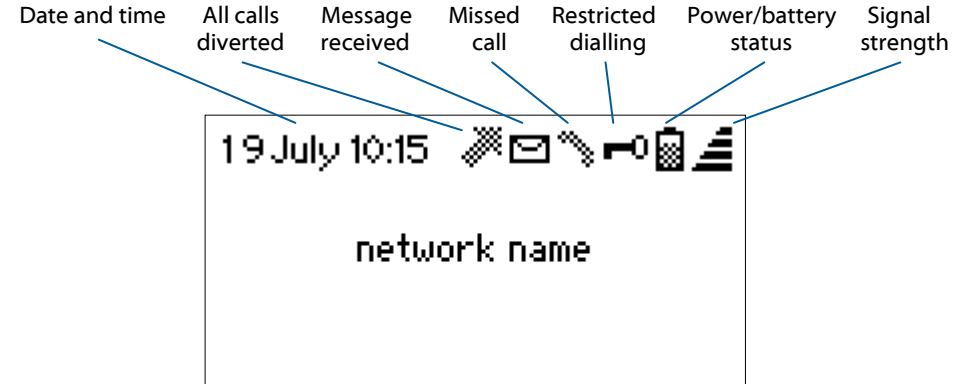 Date and time
All calls
diverted
Message
received
Missed
call
Restricted
dialling
Power/battery
status
Signal
strength
19 July 10:15
network name